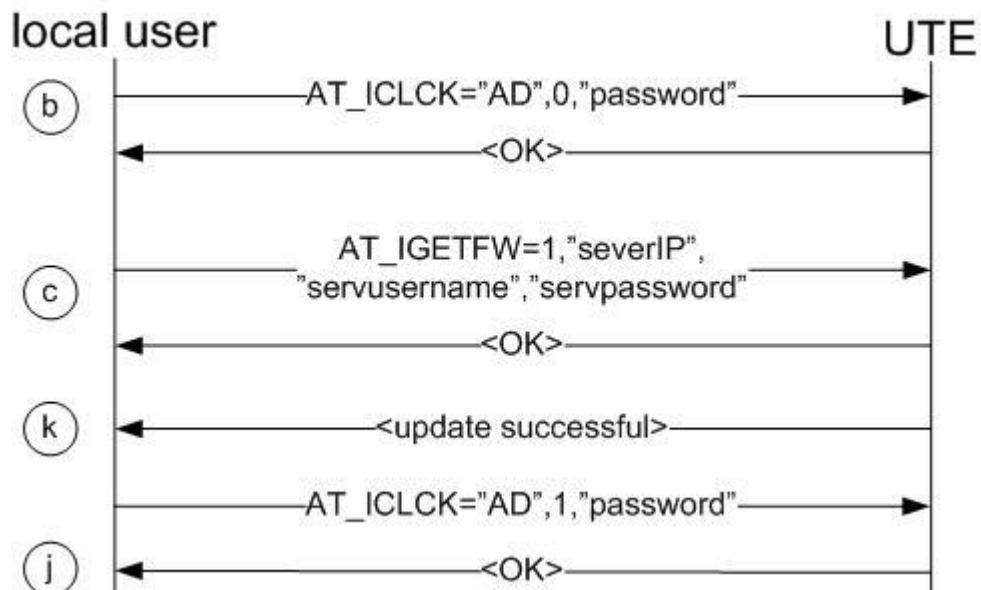 local user
UTE
b
AT_ICLCK=”AD”,0,”password”
<OK>
c
AT_IGETFW=1,”severIP”,
”servusername”,”servpassword”
<OK>
k
<update successful>
AT_ICLCK=”AD”,1,”password”
j
<OK>